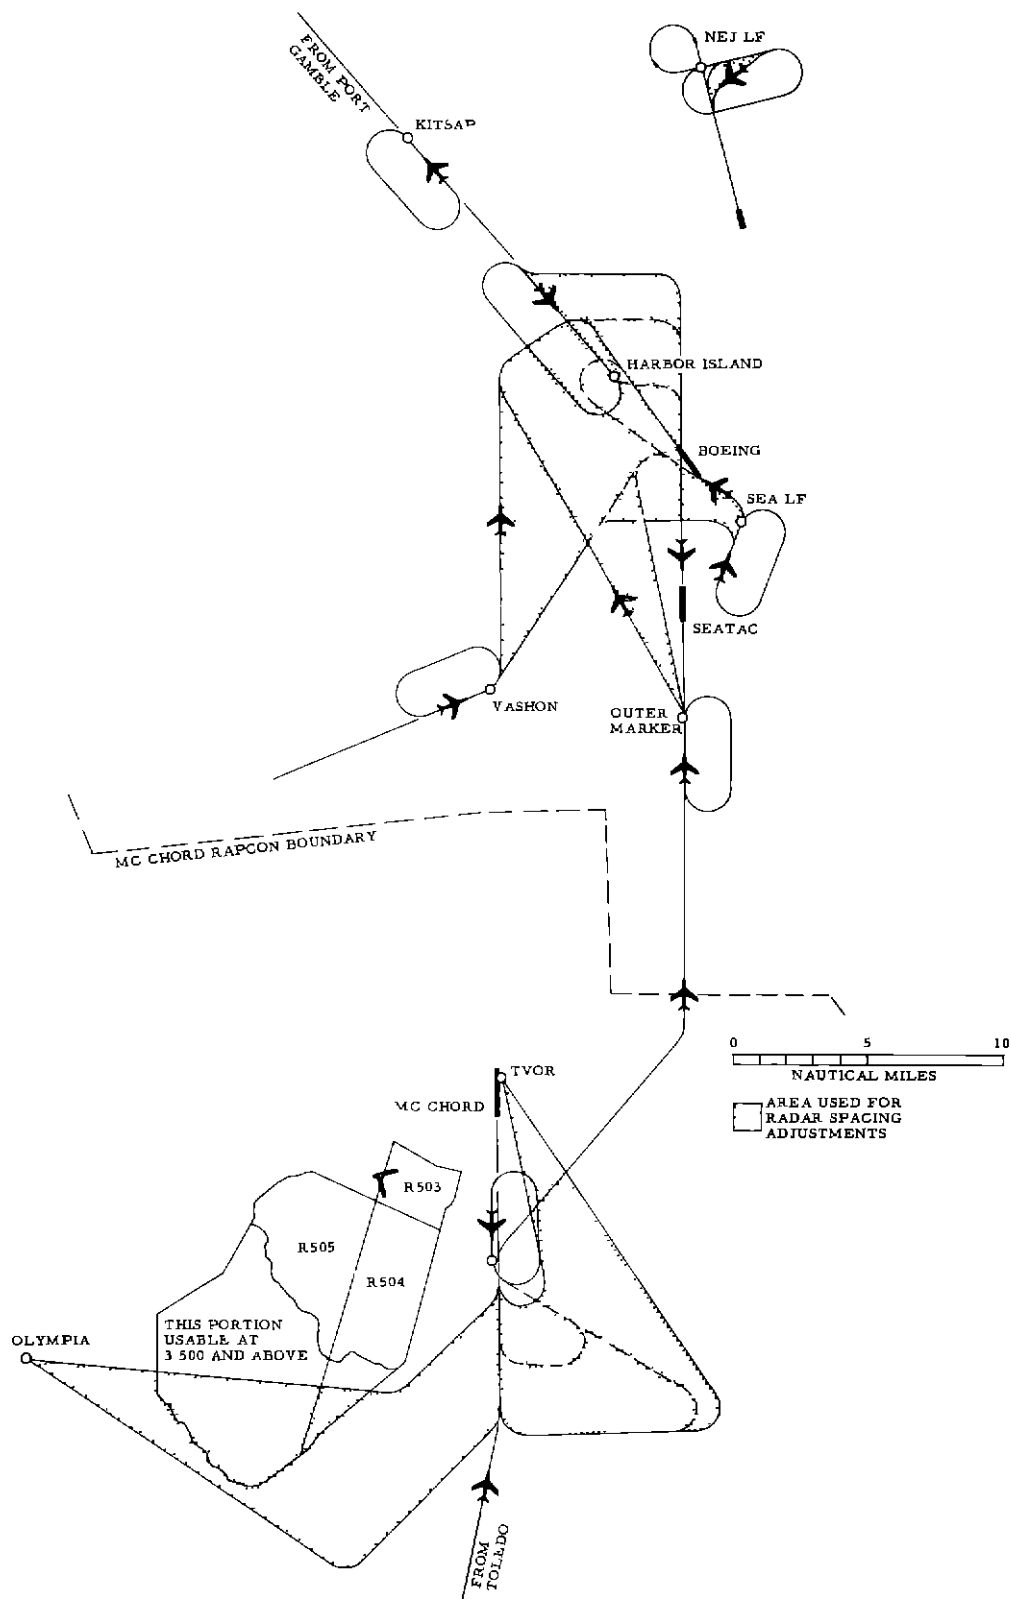 NEJ LF
FROM PORT
GAMBLE
KITSAP
HARBOR ISLAND
BOEING
SEA LF
SEATAC
VASHON
OUTER
MARKER
MC CHORD RAPCON BOUNDARY
0 5 10
NAUTICAL MILES
AREA USED FOR
RADAR SPACING
ADJUSTMENTS
TVOR
MC CHORD
R503
R505
R504
THIS PORTION
USABLE AT
3 500 AND ABOVE
OLYMPIA
FROM
TOLEDO